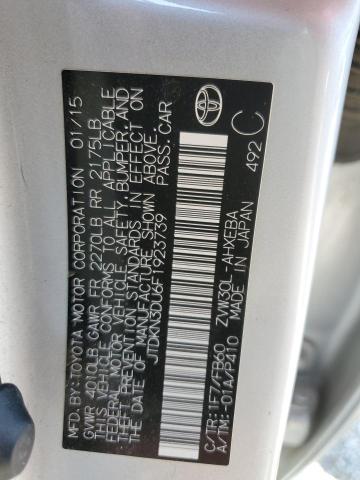 MFD. BY: TOYOTA MOTOR CORPORATION 01/15
GVWR 4010LB GAWR FR 2270LB RR 2175LB
THIS VEHICLE CONFORMS TO ALL APPLICABLE
FEDERAL MOTOR VEHICLE SAFETY, BUMPER, AND
THEFT PREVENTION STANDARDS IN EFFECT ON
THE DATE OF MANUFACTURE SHOWN ABOVE.
JTDKN3DU6F1923739 PASS. CAR
C/TR:1F7/FB60 ZVW30L-AHXEBA
A/TM:-01A/P410 MADE IN JAPAN
492
C